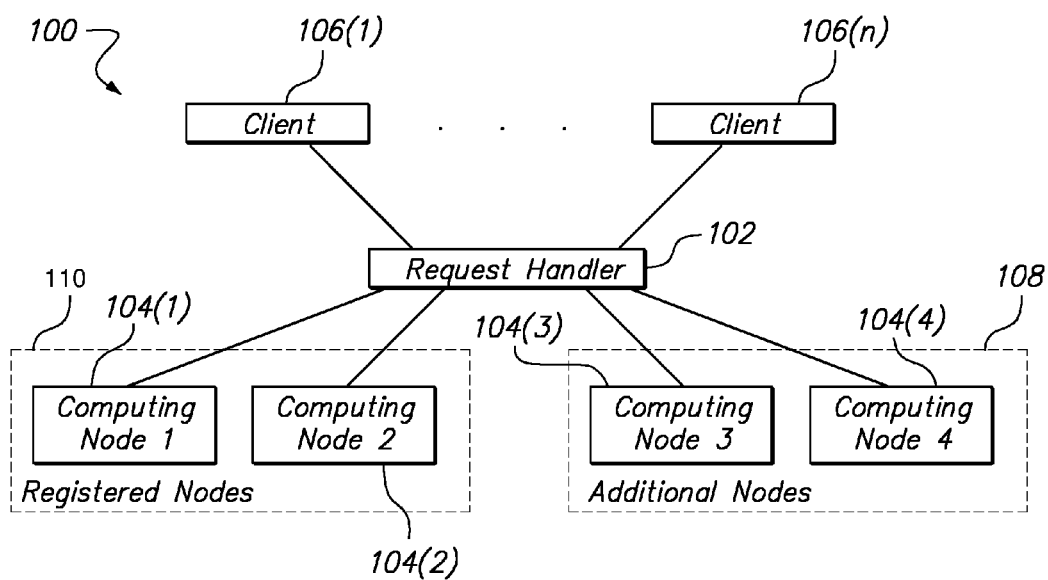 100
106(1)
106(n)
Client
. . .
Client
102
Request Handler
110
104(1)
104(3)
104(4)
108
Computing
Node 1
Computing
Node 2
Computing
Node 3
Computing
Node 4
Registered Nodes
Additional Nodes
104(2)